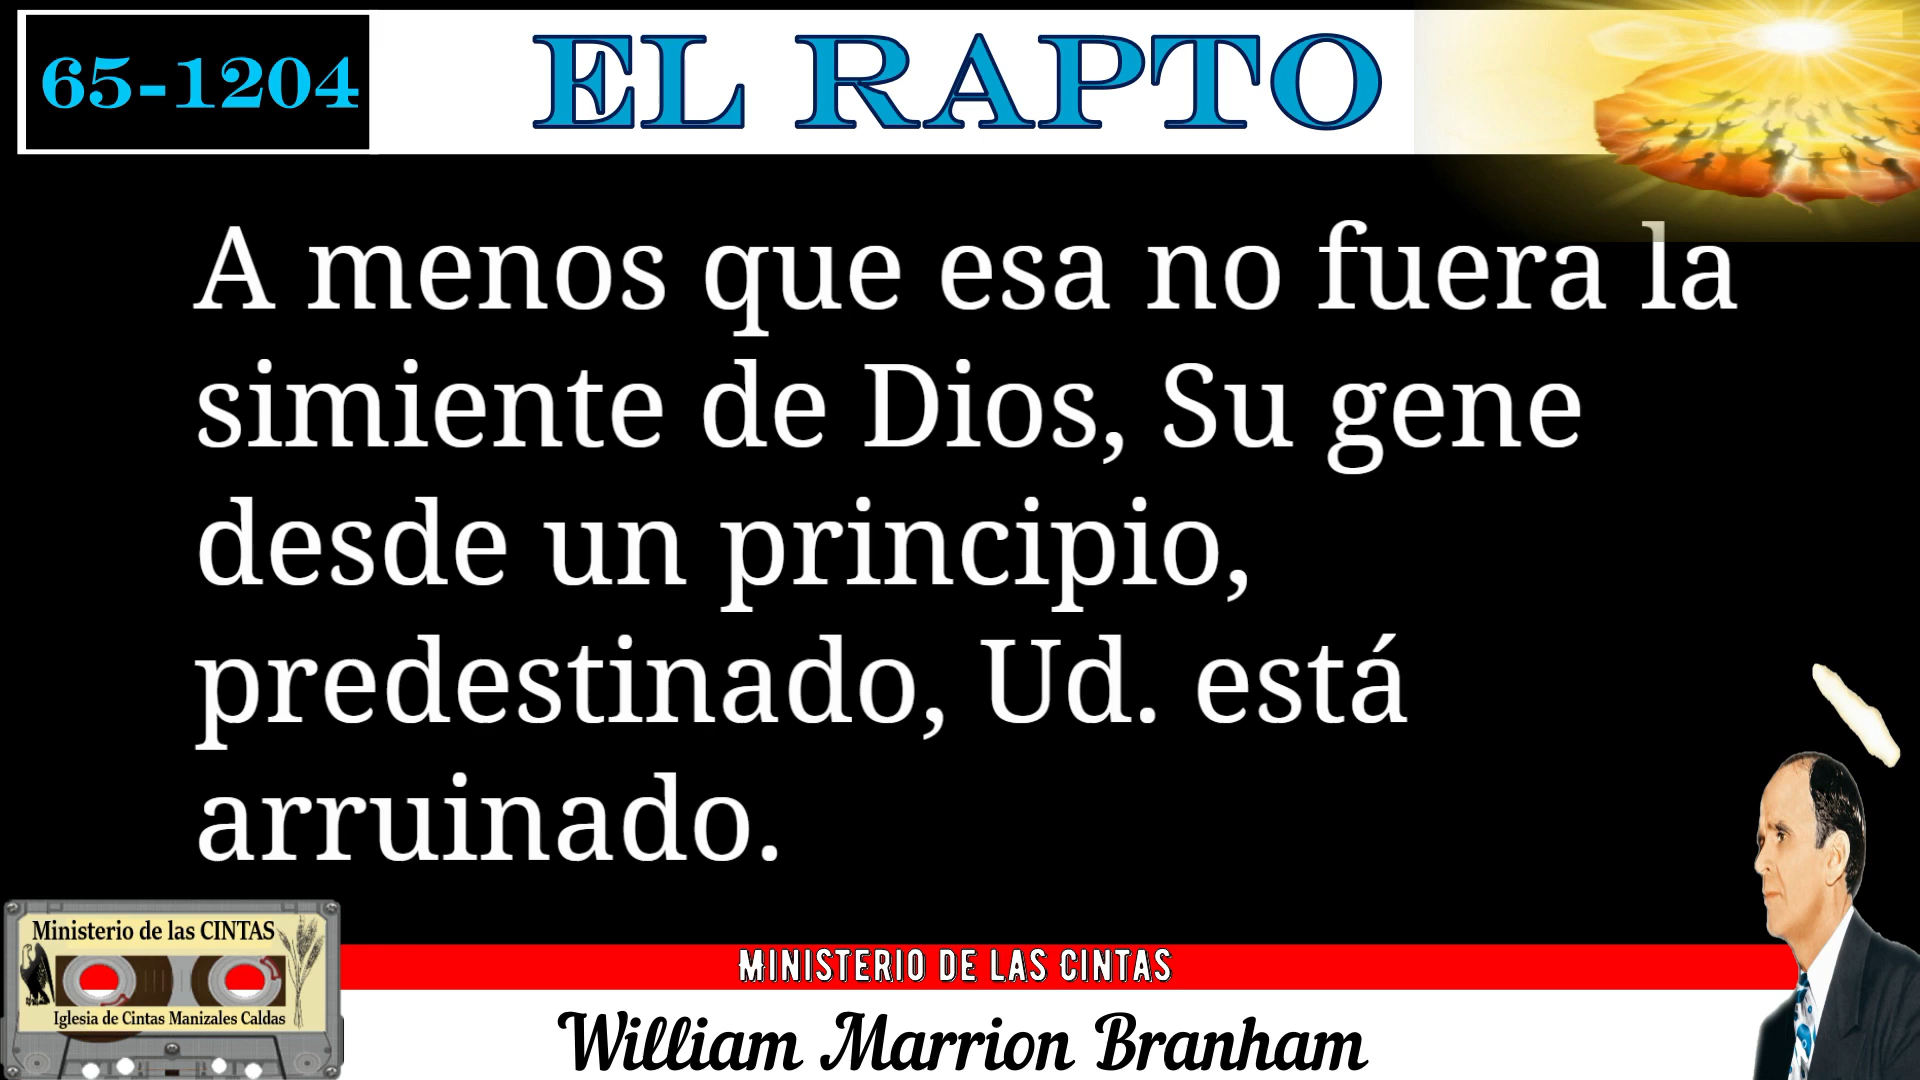 65-1204
EL RAPTO
A menos que esa no fuera la
simiente de Dios, Su gene
desde un principio,
predestinado, Ud. está
arruinado.
Ministerio de las CINTAS
Iglesia de Cintas Manizales Caldas
MINISTERIO DE LAS CINTAS
William Marrion Branham